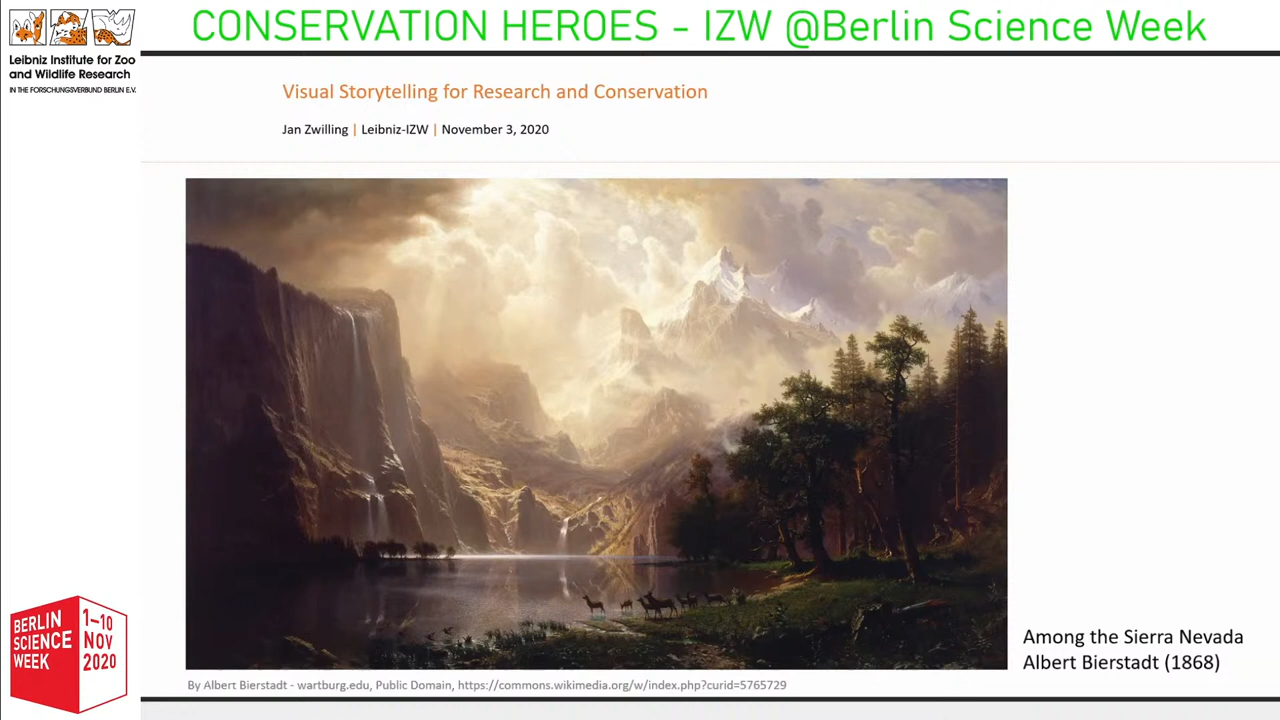 CONSERVATION HEROES - IZW @Berlin Science Week
Leibniz Institute for Zoo
and Wildlife Research
IN THE FORSCHUNGSVERBUND BERLIN E.V.
Visual Storytelling for Research and Conservation
Jan Zwilling | Leibniz-IZW | November 3, 2020
Among the Sierra Nevada
Albert Bierstadt (1868)
By Albert Bierstadt - wartburg.edu, Public Domain, https://commons.wikimedia.org/w/index.php?curid=5765729
BERLIN
SCIENCE
WEEK
1–10
NOV
2020